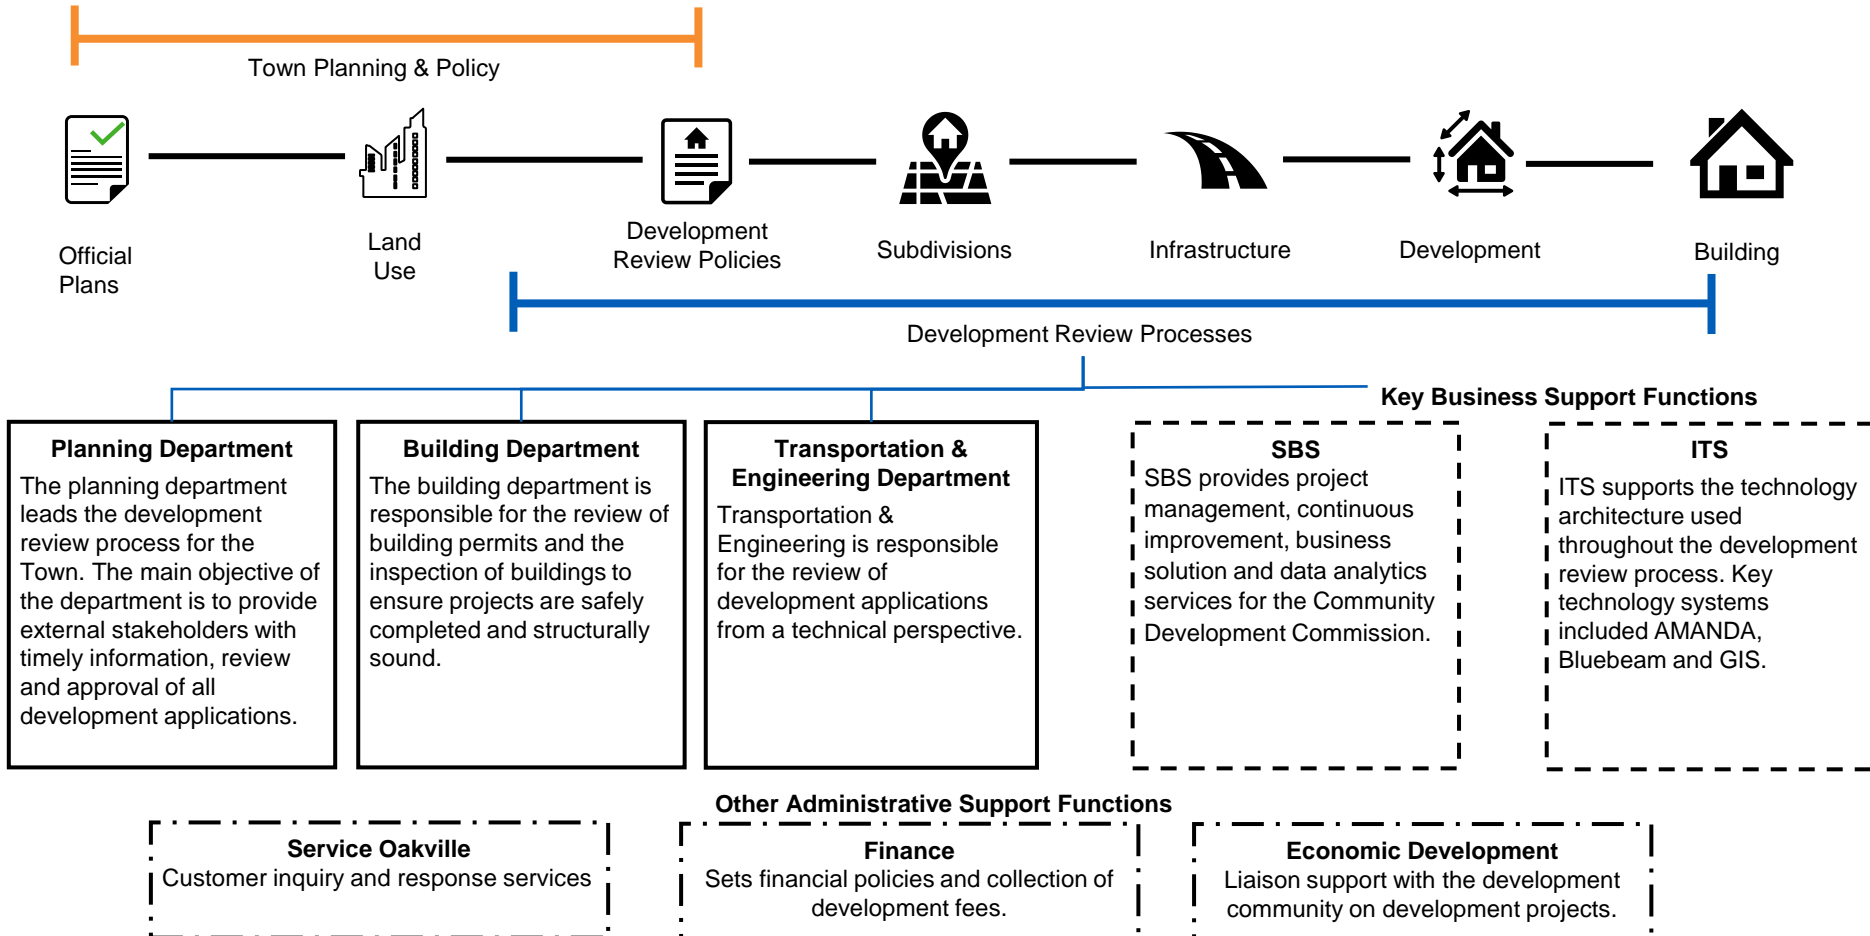 Town Planning & Policy
Official
Plans
Land
Use
Development
Review Policies
Subdivisions
Infrastructure
Development
Building
Development Review Processes
Key Business Support Functions
Planning Department
The planning department
leads the development
review process for the
Town. The main objective of
the department is to provide
external stakeholders with
timely information, review
and approval of all
development applications.
Building Department
The building department is
responsible for the review of
building permits and the
inspection of buildings to
ensure projects are safely
completed and structurally
sound.
Transportation &
Engineering Department
Transportation &
Engineering is responsible
for the review of
development applications
from a technical perspective.
SBS
SBS provides project
management, continuous
improvement, business
solution and data analytics
services for the Community
Development Commission.
ITS
ITS supports the technology
architecture used
throughout the development
review process. Key
technology systems
included AMANDA,
Bluebeam and GIS.
Other Administrative Support Functions
Service Oakville
Customer inquiry and response services
Finance
Sets financial policies and collection of
development fees.
Economic Development
Liaison support with the development
community on development projects.